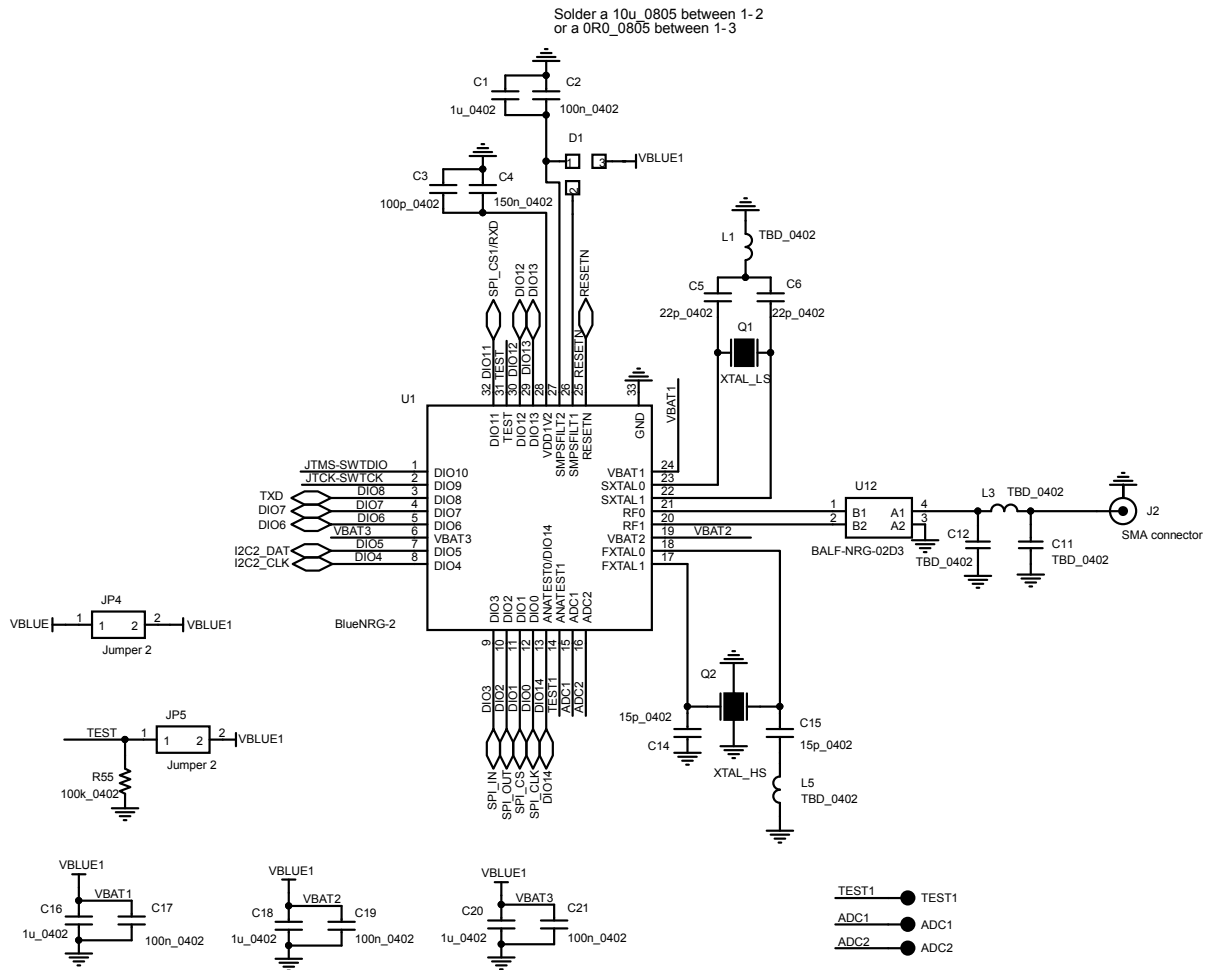 Solder a 10u_0805 between 1-2
or a 0R0_0805 between 1-3
C1
C2
1u_0402
100n_0402
D1
1
3
VBLUE1
2
C3
C4
100p_0402
150n_0402
L1
TBD_0402
C5
C6
22p_0402
22p_0402
Q1
XTAL_LS
SPI_CS1/RXD
DIO12
DIO13
RESETN
DIO11
TEST
DIO12
DIO13
RESETN
32
31
30
29
28
27
26
25
33
VBAT1
U1
DIO11
TEST
DIO12
DIO13
VDD1V2
SMPSFILT2
SMPSFILT1
RESETN
GND
JTMS-SWTDIO
1
DIO10
JTCK-SWTCK
2
DIO9
TXD
DIO8
3
DIO8
DIO7
DIO7
4
DIO7
DIO6
DIO6
5
DIO6
VBAT3
6
VBAT3
I2C2_DAT
DIO5
7
DIO5
I2C2_CLK
DIO4
8
DIO4
VBAT1
24
SXTAL0
23
SXTAL1
22
RF0
21
RF1
20
VBAT2
19
VBAT2
FXTAL0
18
FXTAL1
17
U12
1
B1
A1
4
2
B2
A2
3
BALF-NRG-02D3
L3
TBD_0402
J2
SMA connector
C12
TBD_0402
C11
TBD_0402
DIO3
DIO2
DIO1
DIO0
ANATEST0/DIO14
ANATEST1
ADC1
ADC2
BlueNRG-2
9
10
11
12
13
14
15
16
DIO3
DIO2
DIO1
DIO0
DIO14
TEST1
ADC1
ADC2
SPI_IN
SPI_OUT
SPI_CS
SPI_CLK
DIO14
JP4
VBLUE
1
1
2
2
VBLUE1
Jumper 2
Q2
15p_0402
C14
XTAL_HS
C15
15p_0402
L5
TBD_0402
JP5
TEST
1
1
2
2
VBLUE1
Jumper 2
R55
100k_0402
VBLUE1
VBAT1
C16
C17
1u_0402
100n_0402
VBLUE1
VBAT2
C18
C19
1u_0402
100n_0402
VBLUE1
VBAT3
C20
C21
1u_0402
100n_0402
TEST1
TEST1
ADC1
ADC1
ADC2
ADC2